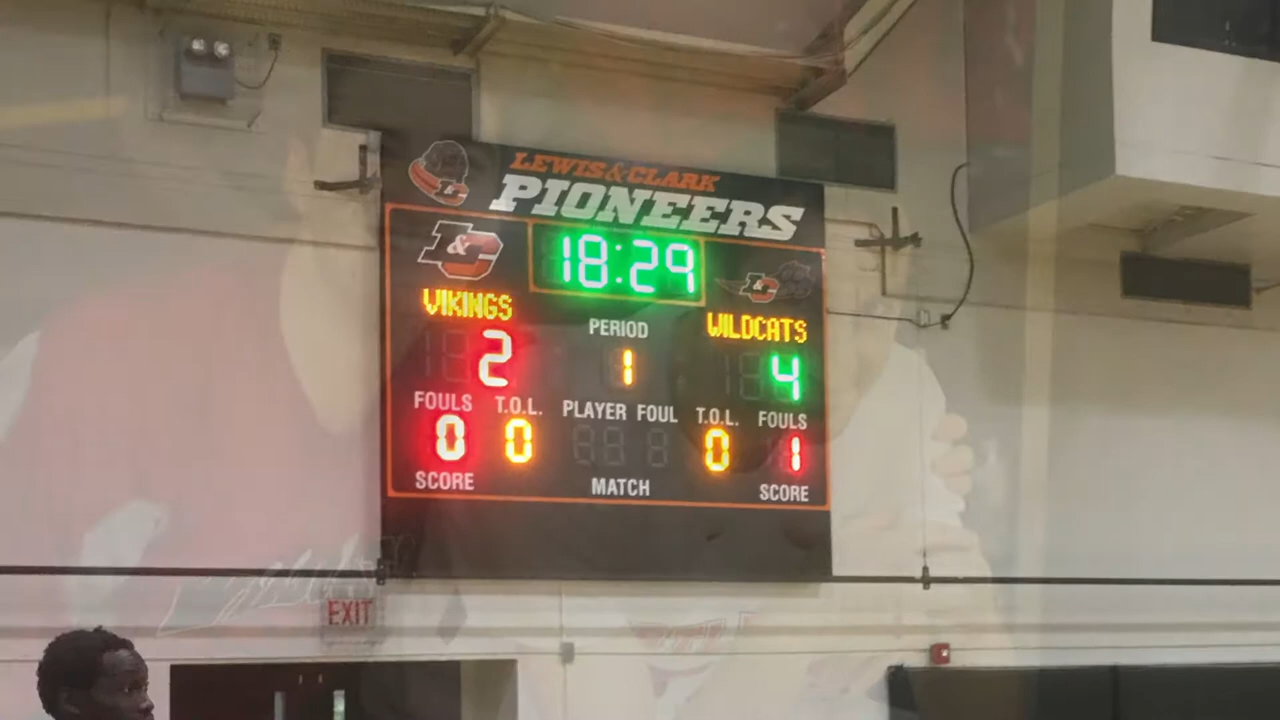 LEWIS & CLARK
PIONEERS
L&C
L&C
18:29
L&C
VIKINGS
PERIOD
WILDCATS
2
1
4
FOULS T.O.L. PLAYER FOUL T.O.L. FOULS
0 0 0 1
SCORE MATCH SCORE
EXIT